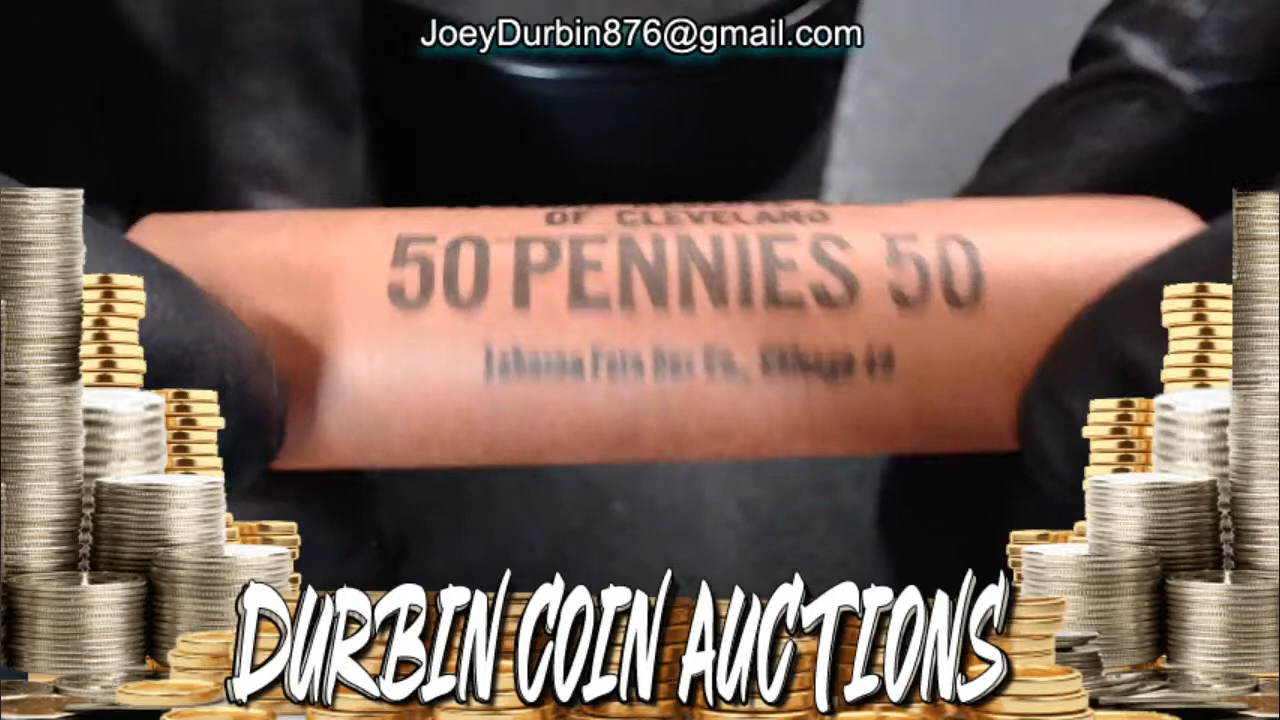 JoeyDurbin876@gmail.com
OF CLEVELAND
50 PENNIES 50
DURBIN COIN AUCTIONS